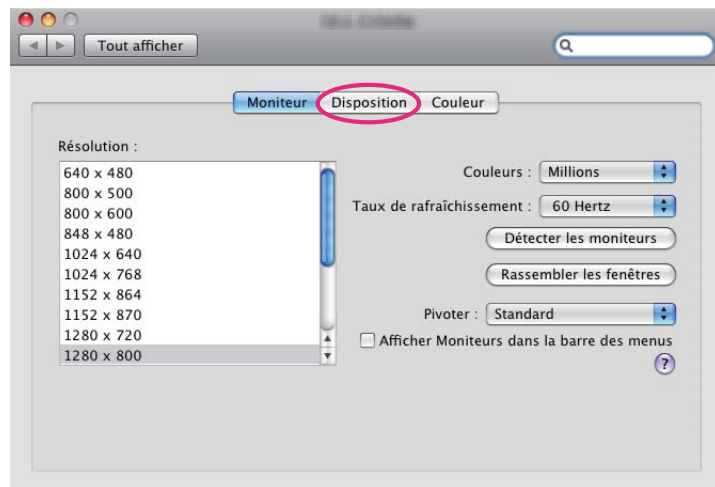 Tout afficher
Moniteur Disposition Couleur
Résolution :
640 x 480
800 x 500
800 x 600
848 x 480
1024 x 640
1024 x 768
1152 x 864
1152 x 870
1280 x 720
1280 x 800
Couleurs : Millions
Taux de rafraîchissement : 60 Hertz
Détecter les moniteurs
Rassembler les fenêtres
Pivoter : Standard
Afficher Moniteurs dans la barre des menus
?